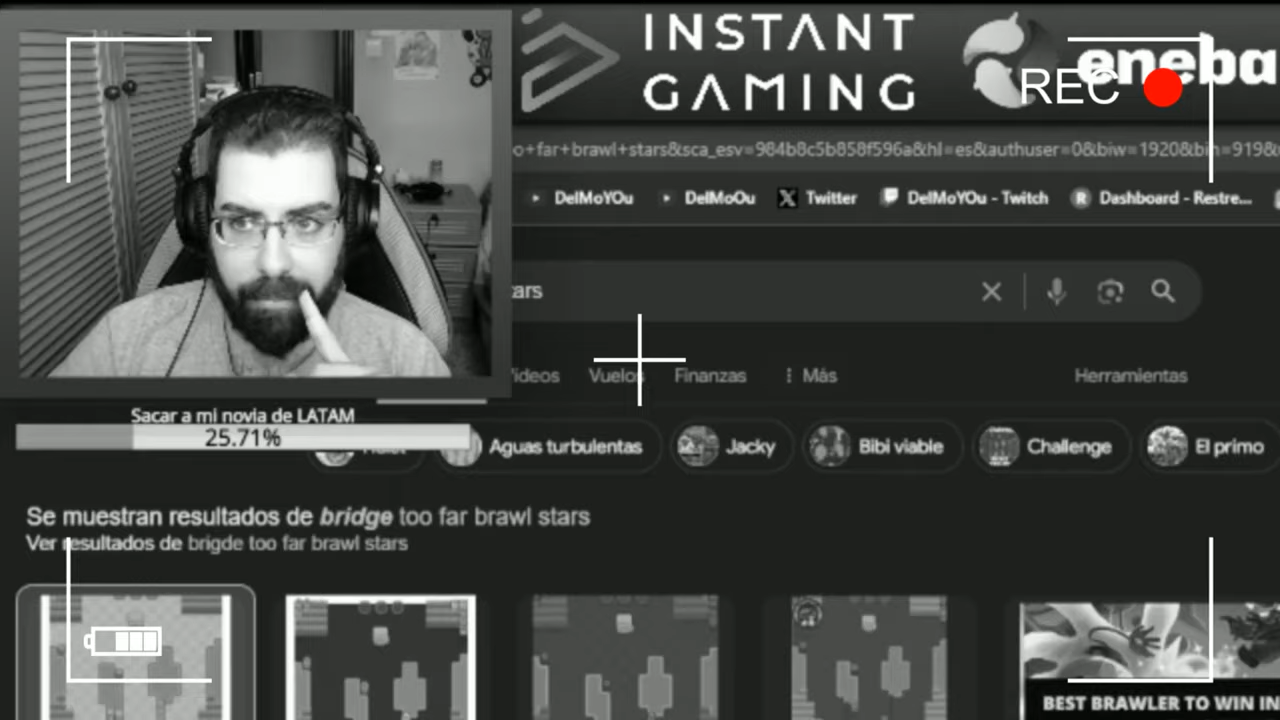 INSTANT
GAMING
eneba
REC
o+far+brawl+stars&sca_esv=984b8c5b858f596a&hl=es&authuser=0&biw=1920&bih=919&
DelMoYOu
DelMoOu
Twitter
DelMoYOu - Twitch
R
Dashboard - Restre...
tars
Vídeos
Vuelos
Finanzas
Más
Herramientas
Sacar a mi novia de LATAM
25.71%
Aguas turbulentas
Jacky
Bibi viable
Challenge
El primo
Se muestran resultados de bridge too far brawl stars
Ver resultados de brigde too far brawl stars
BEST BRAWLER TO WIN IN